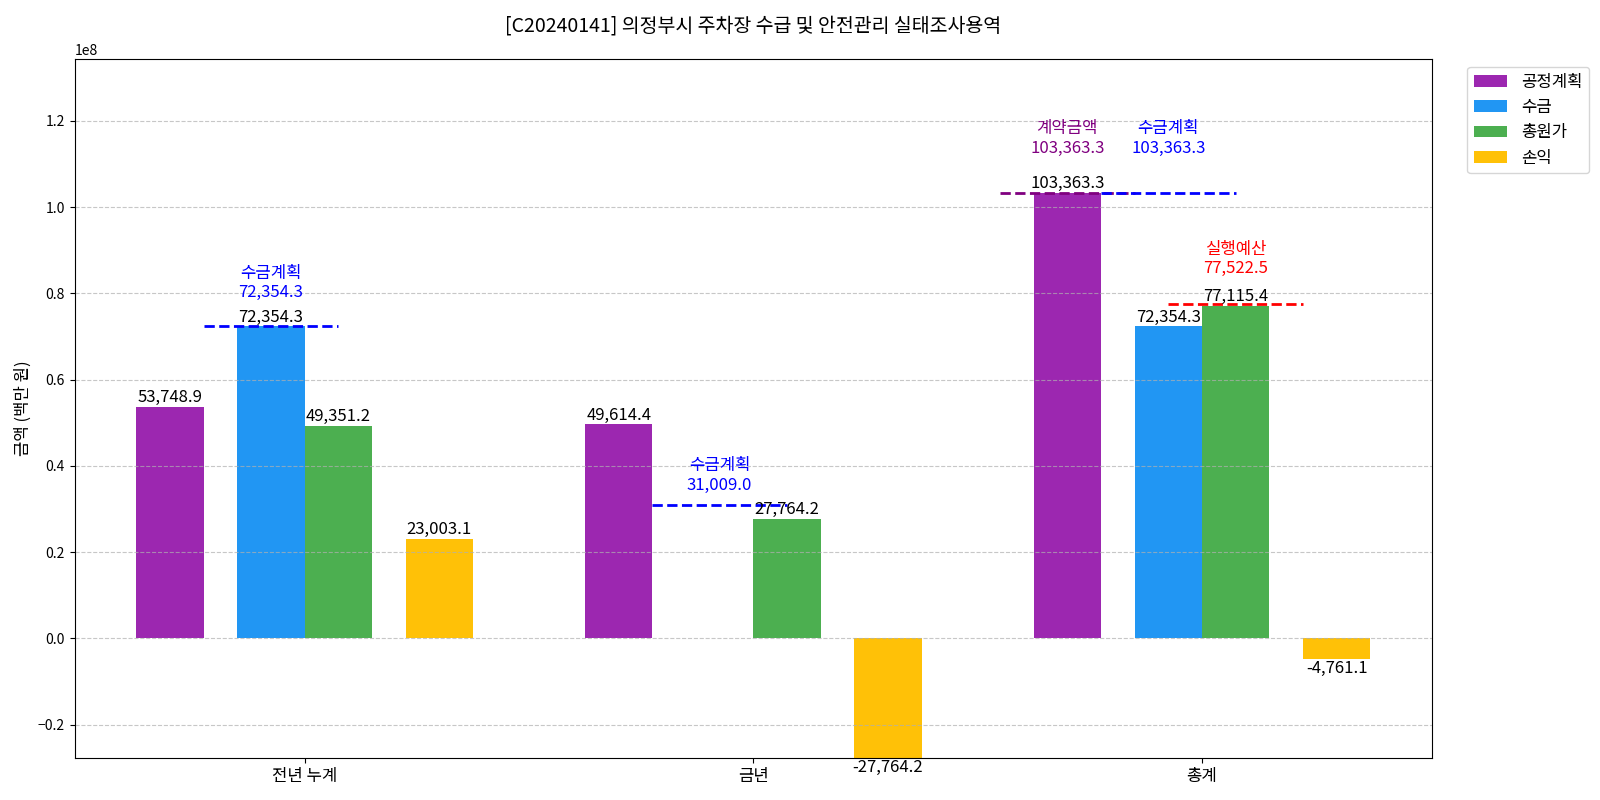 [C20240141] 의정부시 주차장 수급 및 안전관리 실태조사용역
1e8
금액 (백만 원)
1.2
1.0
0.8
0.6
0.4
0.2
0.0
−0.2
53,748.9
수금계획
72,354.3
72,354.3
49,351.2
23,003.1
49,614.4
수금계획
31,009.0
27,764.2
-27,764.2
계약금액
103,363.3
103,363.3
수금계획
103,363.3
72,354.3
실행예산
77,522.5
77,115.4
-4,761.1
전년 누계
금년
총계
공정계획
수금
총원가
손익